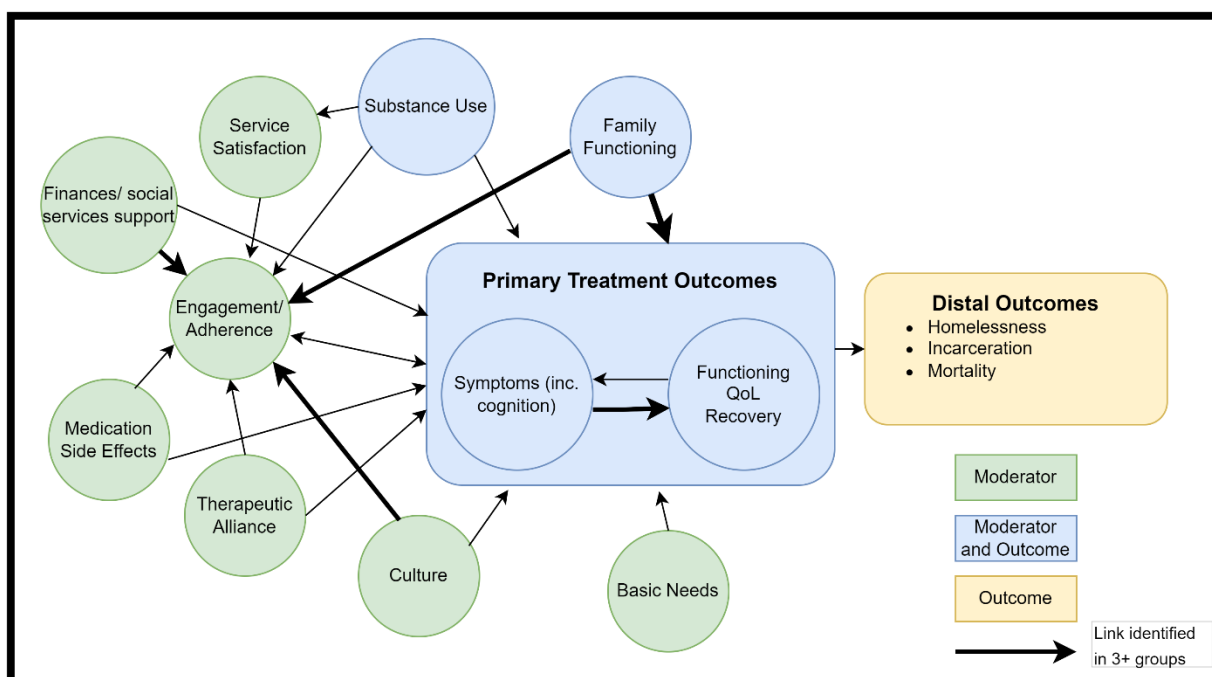 Substance Use
Family
Functioning
Service
Satisfaction
Finances/ social
services support
Engagement/
Adherence
Primary Treatment Outcomes
Symptoms (inc.
cognition)
Functioning
QoL
Recovery
Distal Outcomes
• Homelessness
• Incarceration
• Mortality
Medication
Side Effects
Therapeutic
Alliance
Culture
Basic Needs
Moderator
Moderator
and Outcome
Outcome
Link identified
in 3+ groups